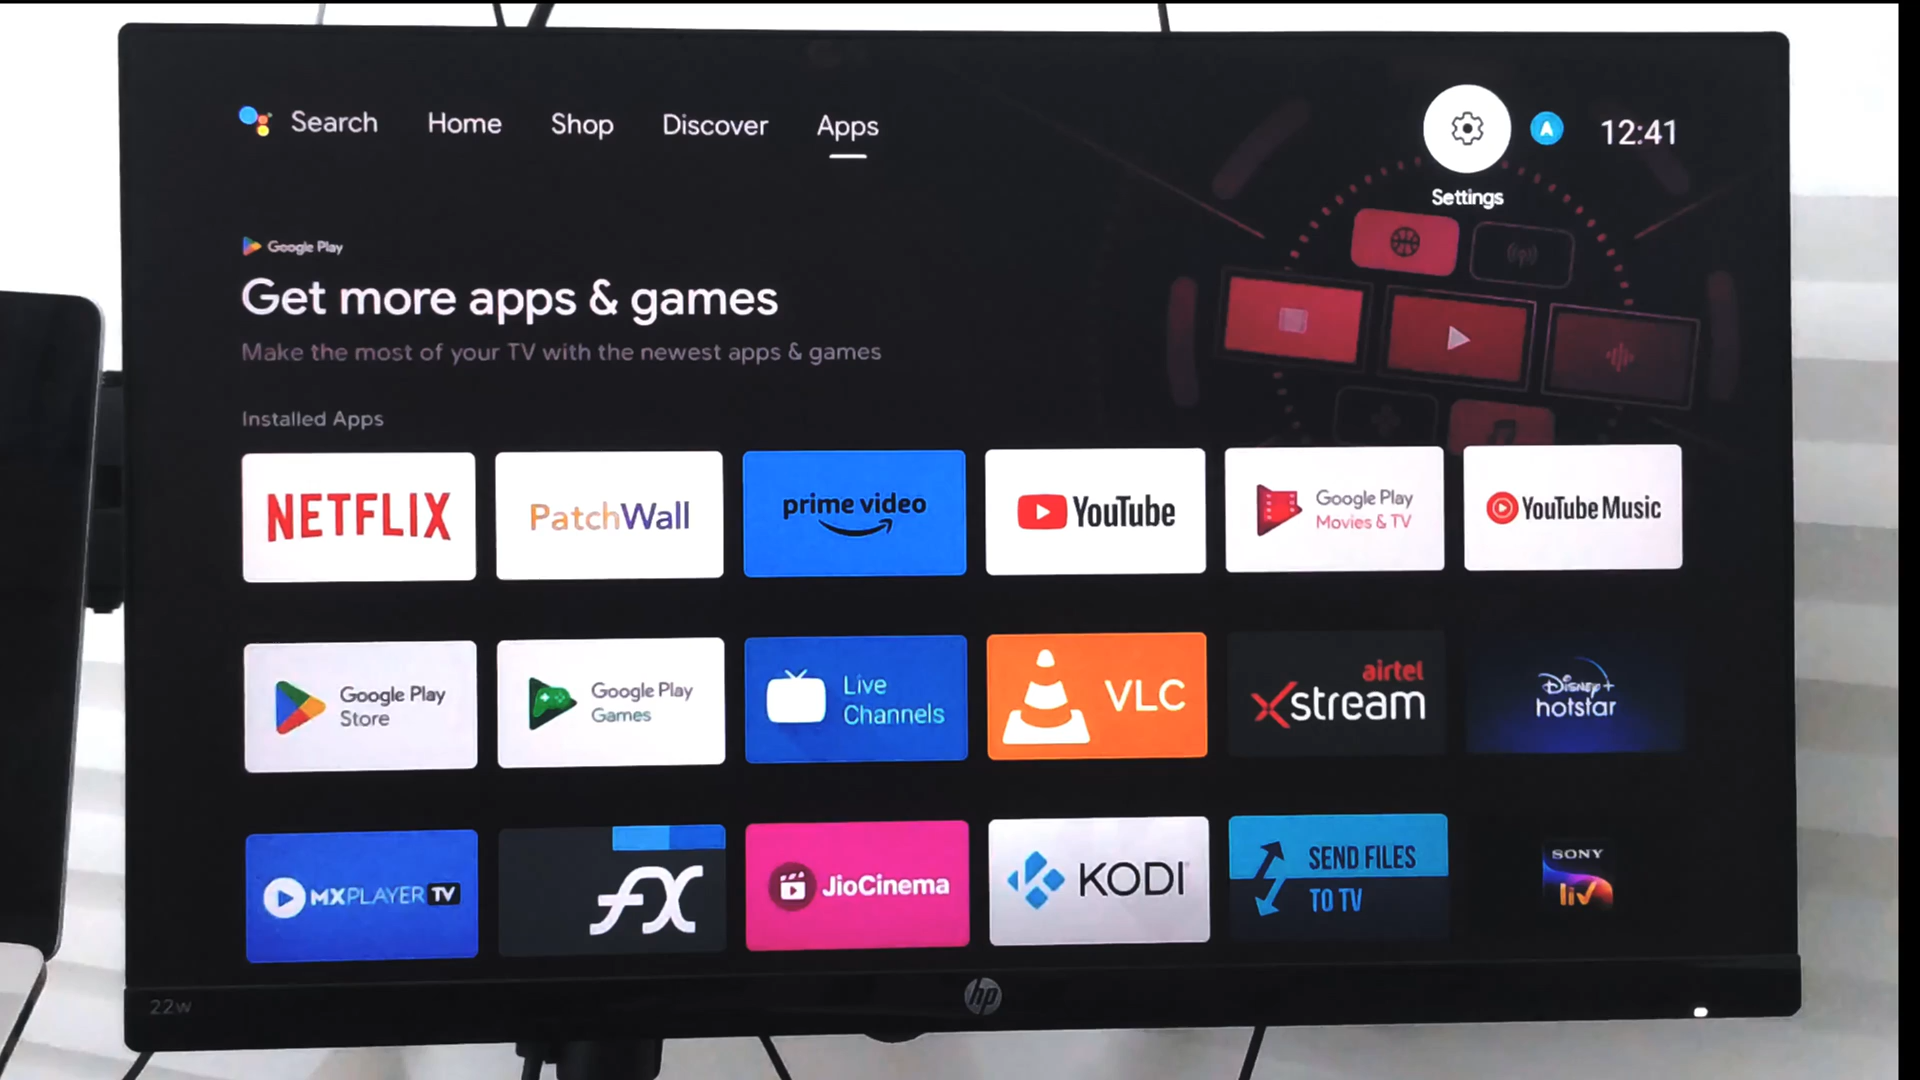 Search Home Shop Discover Apps
12:41
Settings
Google Play
Get more apps & games
Make the most of your TV with the newest apps & games
Installed Apps
NETFLIX
PatchWall
prime video
YouTube
Google Play
Movies & TV
YouTube Music
Google Play
Store
Google Play
Games
Live
Channels
VLC
airtel
Xstream
Disney+
hotstar
MXPLAYER TV
fX
JioCinema
KODI
SEND FILES
TO TV
SONY
liv
22w
hp